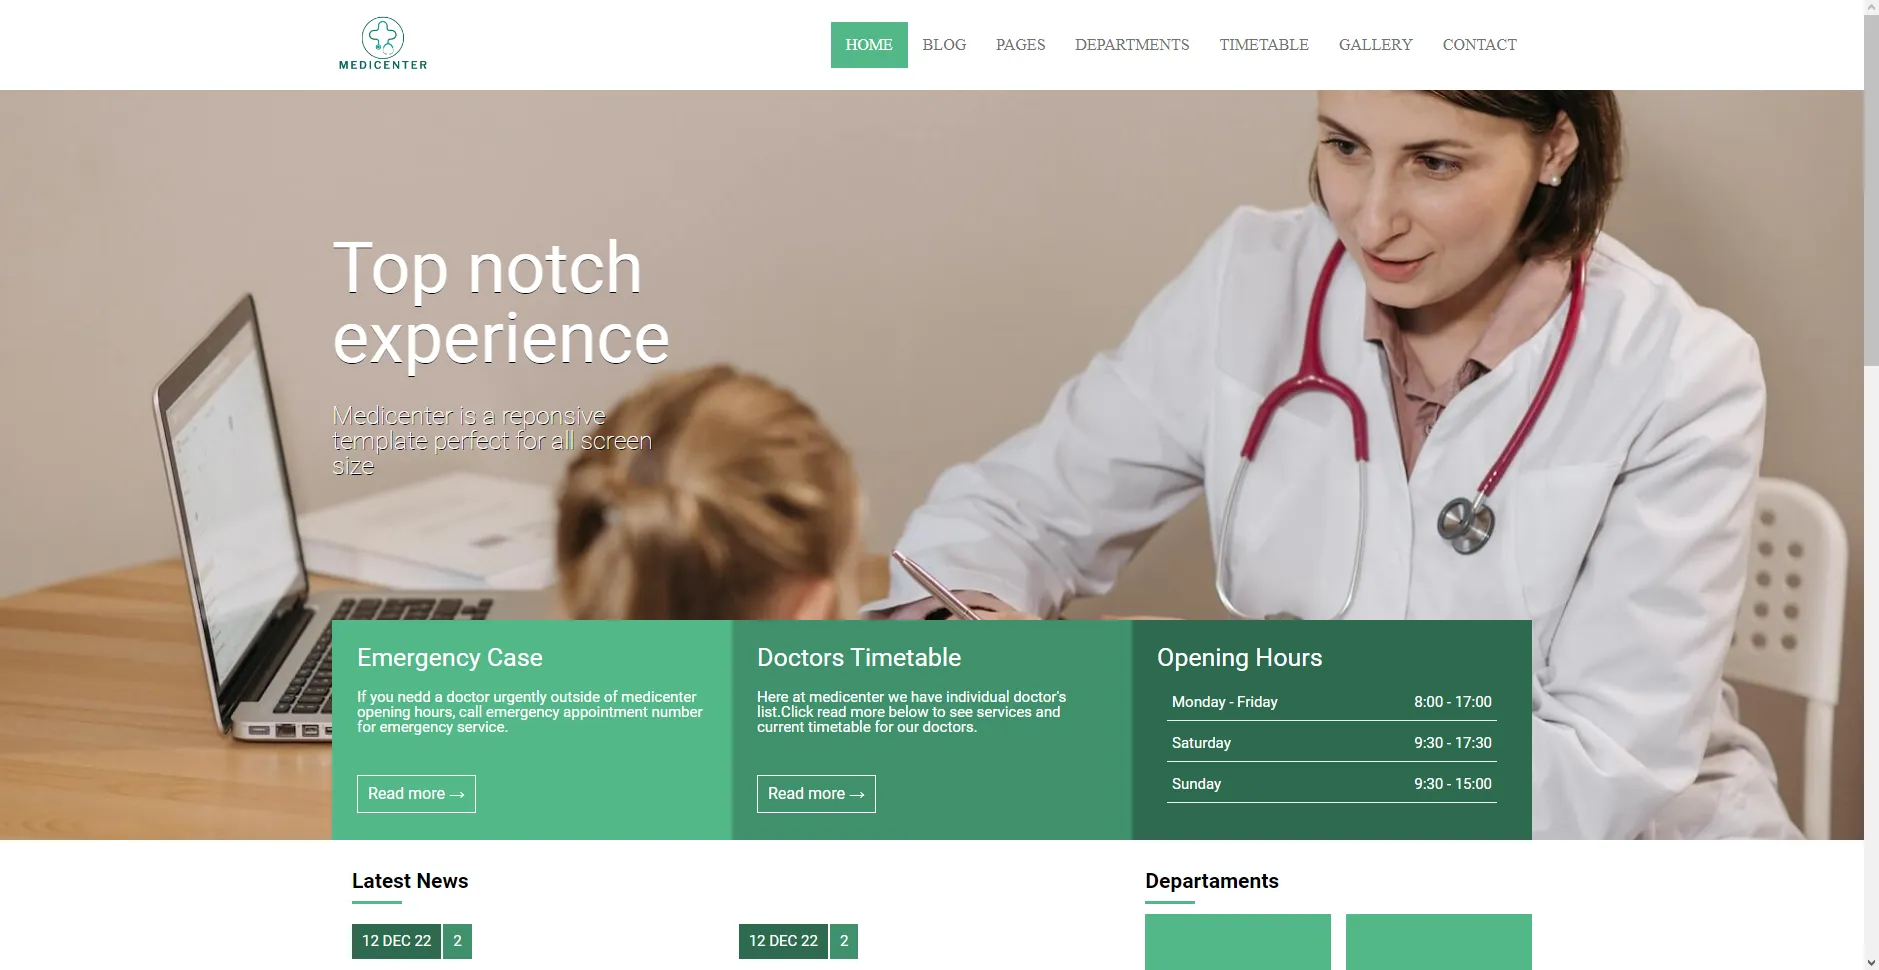 MEDICENTER
HOME BLOG PAGES DEPARTMENTS TIMETABLE GALLERY CONTACT
Top notch
experience
Medicenter is a reponsive
template perfect for all screen
size
Emergency Case
If you nedd a doctor urgently outside of medicenter
opening hours, call emergency appointment number
for emergency service.
Read more →
Doctors Timetable
Here at medicenter we have individual doctor's
list.Click read more below to see services and
current timetable for our doctors.
Read more →
Opening Hours
Monday - Friday 8:00 - 17:00
Saturday 9:30 - 17:30
Sunday 9:30 - 15:00
Latest News
12 DEC 22 2
12 DEC 22 2
Departaments